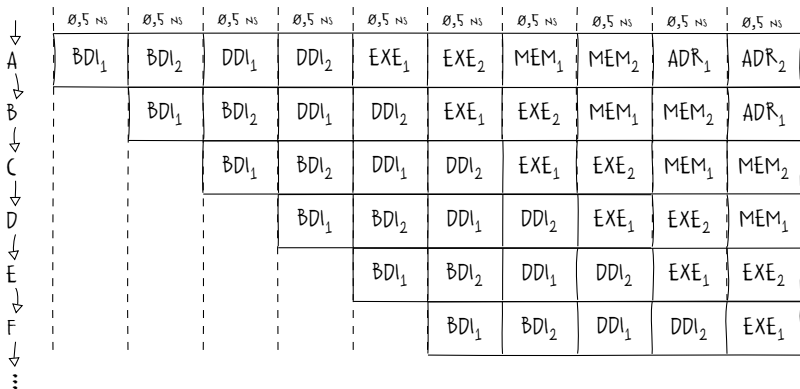 0,5 NS 0,5 NS 0,5 NS 0,5 NS 0,5 NS 0,5 NS 0,5 NS 0,5 NS 0,5 NS 0,5 NS
A BDI₁ BDI₂ DDI₁ DDI₂ EXE₁ EXE₂ MEM₁ MEM₂ ADR₁ ADR₂
B BDI₁ BDI₂ DDI₁ DDI₂ EXE₁ EXE₂ MEM₁ MEM₂ ADR₁
C BDI₁ BDI₂ DDI₁ DDI₂ EXE₁ EXE₂ MEM₁ MEM₂
D BDI₁ BDI₂ DDI₁ DDI₂ EXE₁ EXE₂ MEM₁
E BDI₁ BDI₂ DDI₁ DDI₂ EXE₁ EXE₂
F BDI₁ BDI₂ DDI₁ DDI₂ EXE₁
...